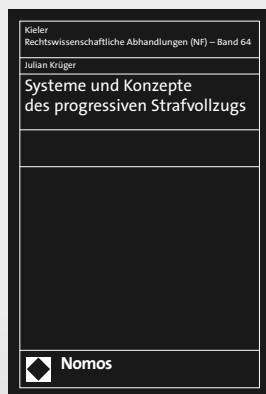 Kieler
Rechtswissenschaftliche Abhandlungen (NF) – Band 64
Julian Krüger
Systeme und Konzepte
des progressiven Strafvollzugs
Nomos